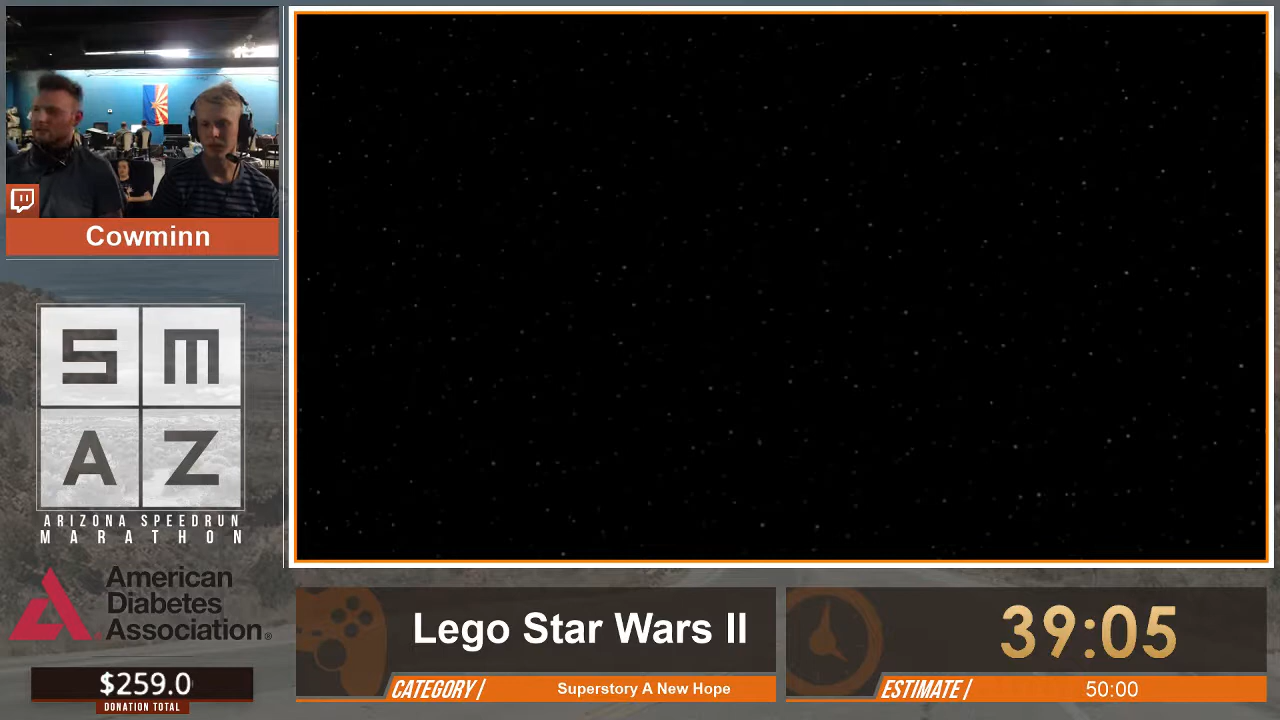 Cowminn
S M
A Z
ARIZONA SPEEDRUN
MARATHON
American
Diabetes
Association®
$259.0
DONATION TOTAL
Lego Star Wars II
CATEGORY/
Superstory A New Hope
39:05
ESTIMATE/
50:00